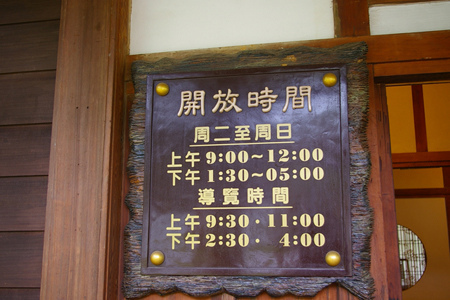 開放時間
周二至周日
上午 9:00~12:00
下午 1:30~05:00
導覽時間
上午 9:30 · 11:00
下午 2:30 · 4:00